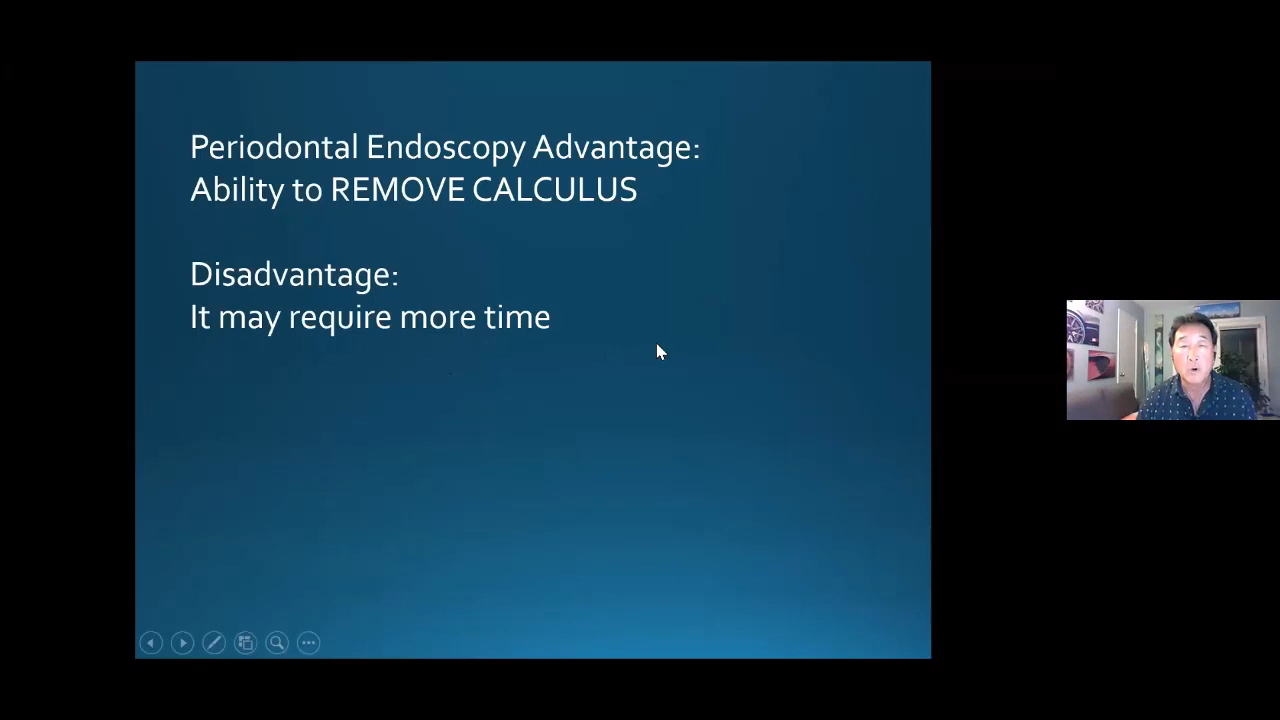 Periodontal Endoscopy Advantage:
Ability to REMOVE CALCULUS
Disadvantage:
It may require more time